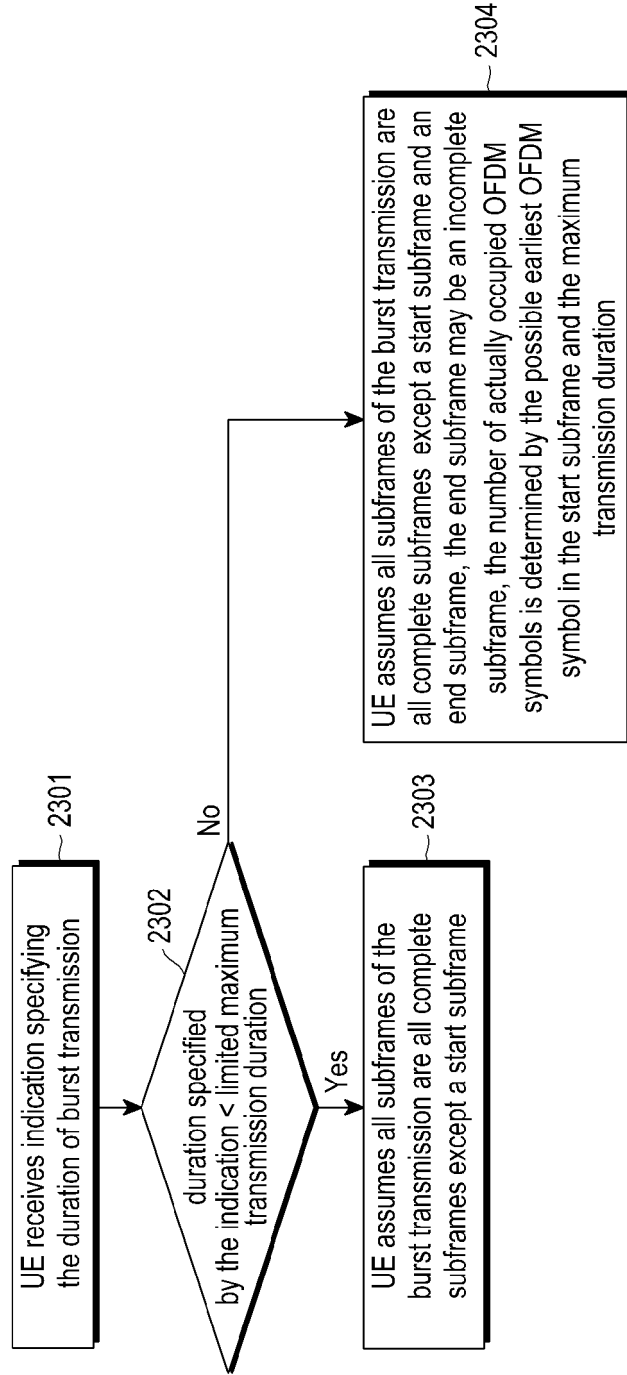 UE receives indication specifying
the duration of burst transmission
2301
2302
duration specified
by the indication < limited maximum
transmission duration
No
Yes
UE assumes all subframes of the
burst transmission are all complete
subframes except a start subframe
2303
UE assumes all subframes of the burst transmission are
all complete subframes except a start subframe and an
end subframe, the end subframe may be an incomplete
subframe, the number of actually occupied OFDM
symbols is determined by the possible earliest OFDM
symbol in the start subframe and the maximum
transmission duration
2304